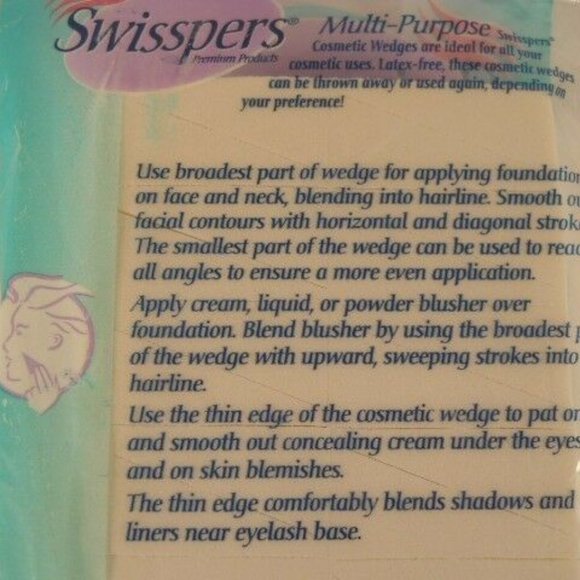 Swisspers®
Premium Products
Multi-Purpose Swisspers®
Cosmetic Wedges are ideal for all your
cosmetic uses. Latex-free, these cosmetic wedges
can be thrown away or used again, depending on
your preference!
Use broadest part of wedge for applying foundation
on face and neck, blending into hairline. Smooth ou
facial contours with horizontal and diagonal strok
The smallest part of the wedge can be used to reac
all angles to ensure a more even application.
Apply cream, liquid, or powder blusher over
foundation. Blend blusher by using the broadest p
of the wedge with upward, sweeping strokes into
hairline.
Use the thin edge of the cosmetic wedge to pat on
and smooth out concealing cream under the eyes
and on skin blemishes.
The thin edge comfortably blends shadows and
liners near eyelash base.